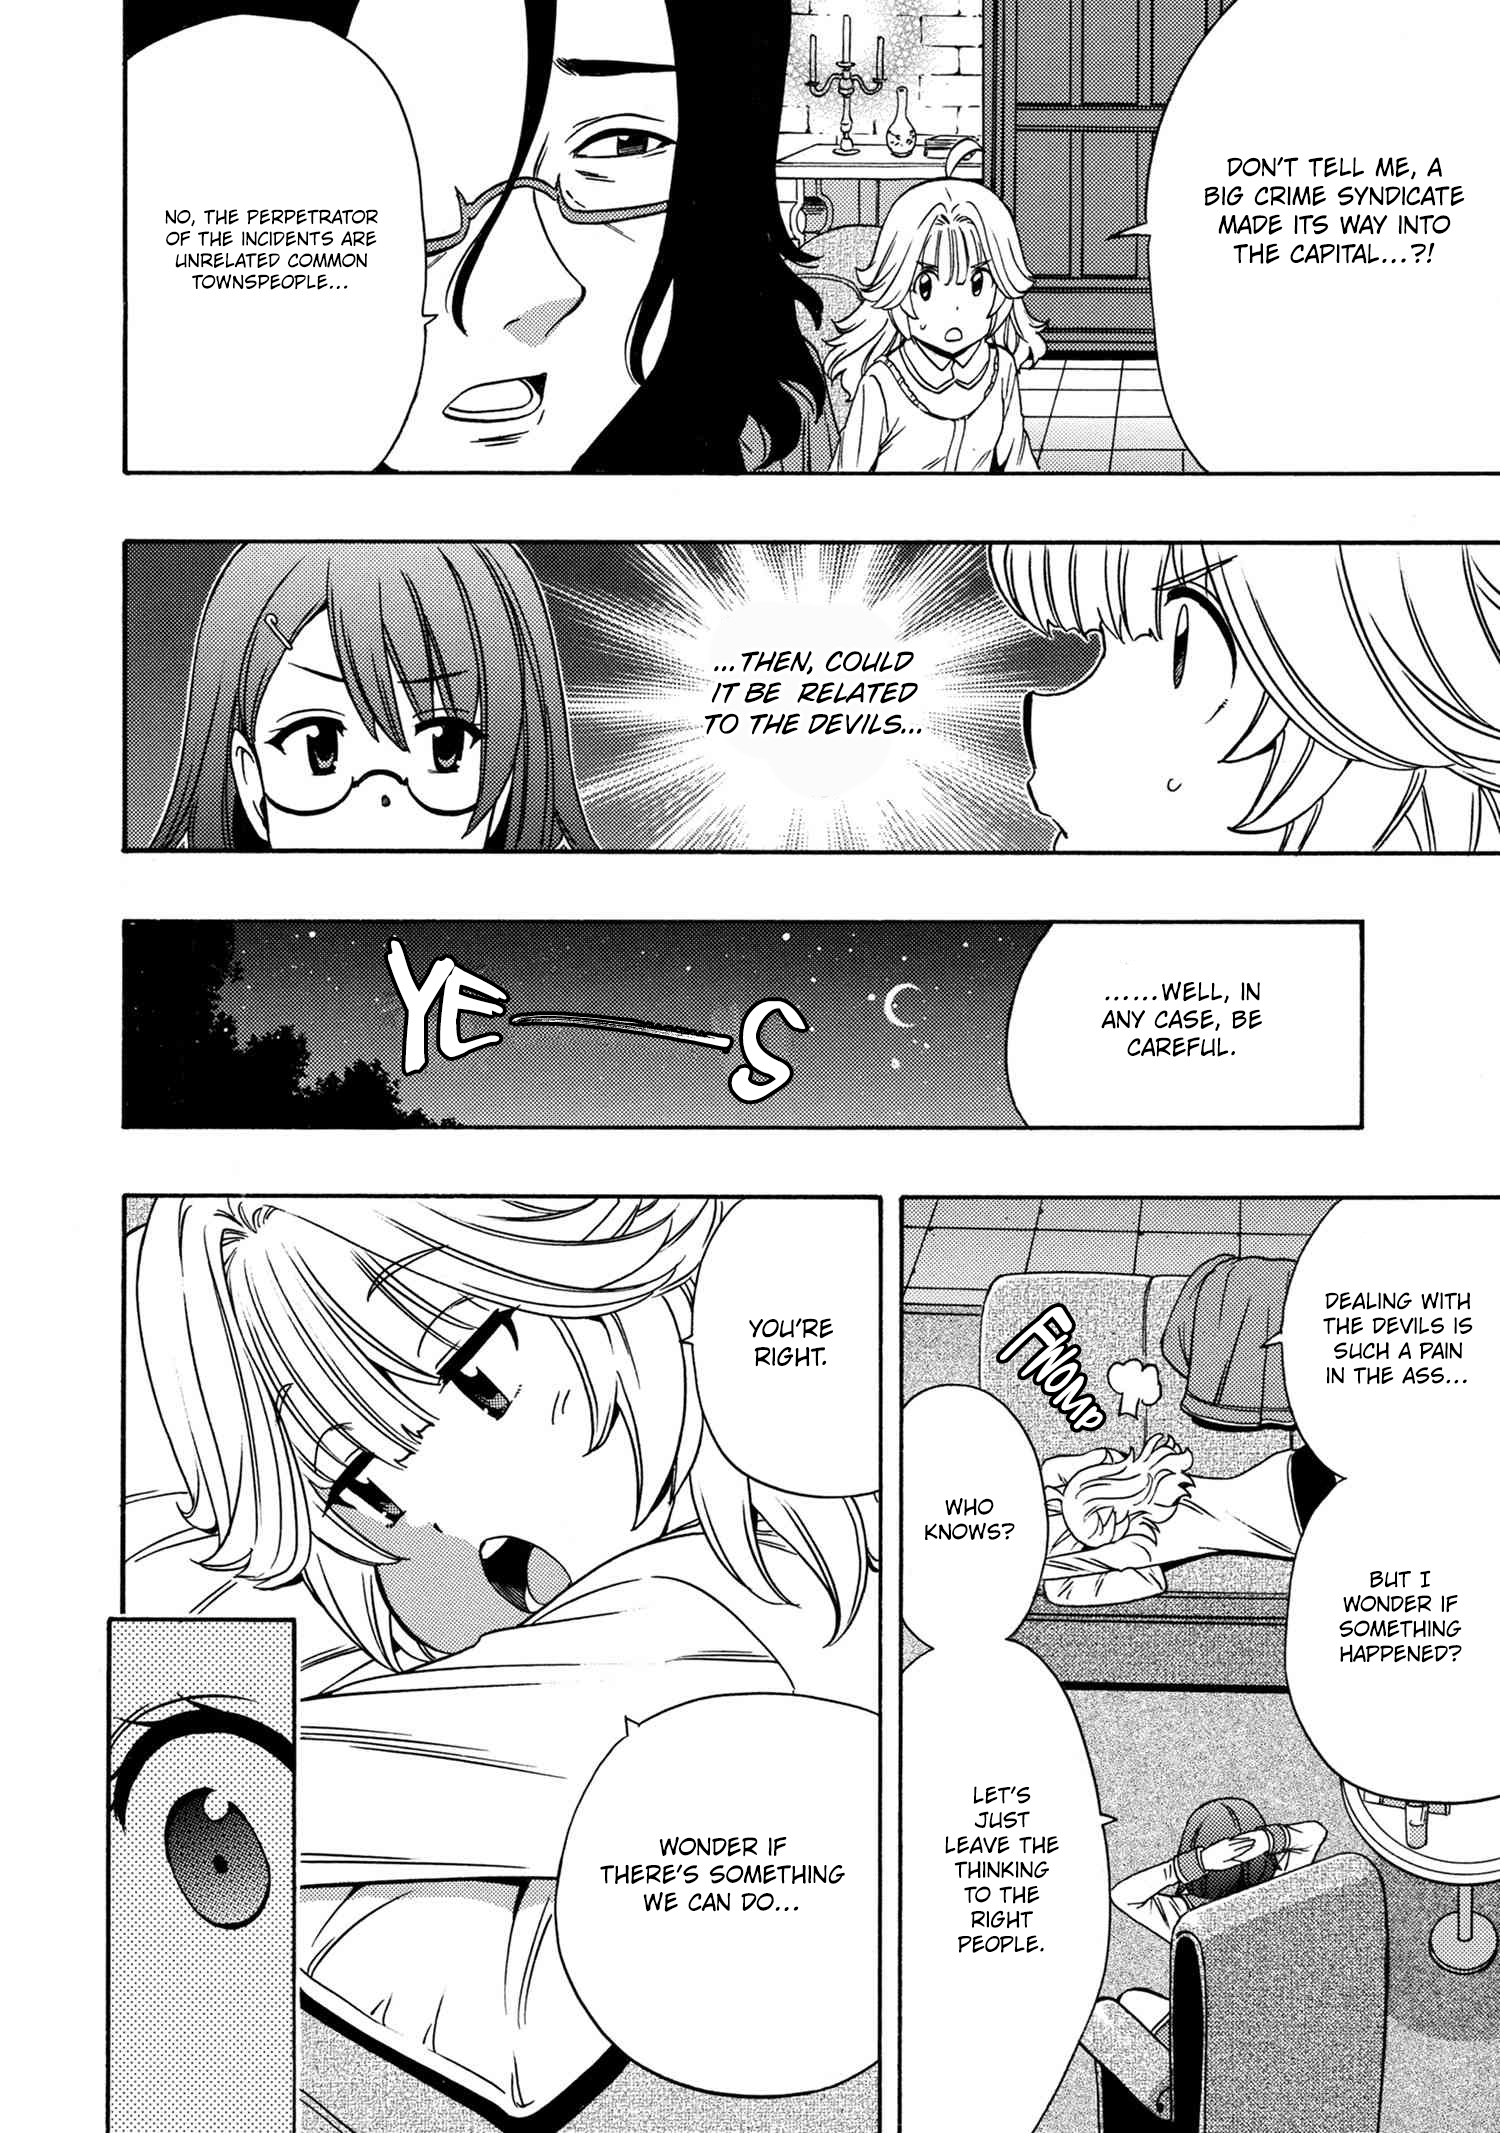 DON'T TELL ME, A
BIG CRIME SYNDICATE
MADE ITS WAY INTO
THE CAPITAL...?!
NO, THE PERPETRATOR
OF THE INCIDENTS ARE
UNRELATED COMMON
TOWNSPEOPLE...
...THEN, COULD
IT BE RELATED
TO THE DEVILS...
......WELL, IN
ANY CASE, BE
CAREFUL.
YE——S
DEALING WITH
THE DEVILS IS
SUCH A PAIN
IN THE ASS...
FNOMP
BUT I
WONDER IF
SOMETHING
HAPPENED?
WHO
KNOWS?
LET'S
JUST
LEAVE THE
THINKING
TO THE
RIGHT
PEOPLE.
YOU'RE
RIGHT.
WONDER IF
THERE'S SOMETHING
WE CAN DO...